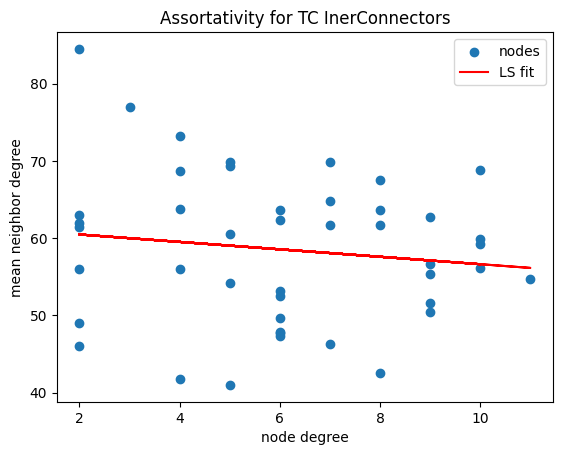 Assortativity for TC InerConnectors
nodes
LS fit
mean neighbor degree
80
70
60
50
40
2
4
6
8
10
node degree